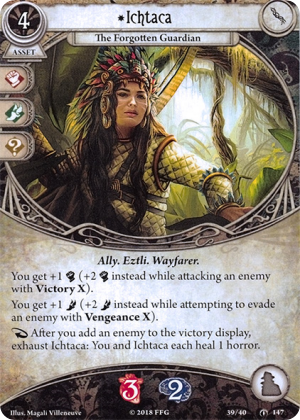 4
*Ichtaca
The Forgotten Guardian
ASSET
Ally. Eztli. Wayfarer.
You get +1 (+2 instead while attacking an enemy
with Victory X).
You get +1 (+2 instead while attempting to evade
an enemy with Vengeance X).
After you add an enemy to the victory display,
exhaust Ichtaca: You and Ichtaca each heal 1 horror.
3 2
Illus. Magali Villeneuve © 2018 FFG 39/40 147